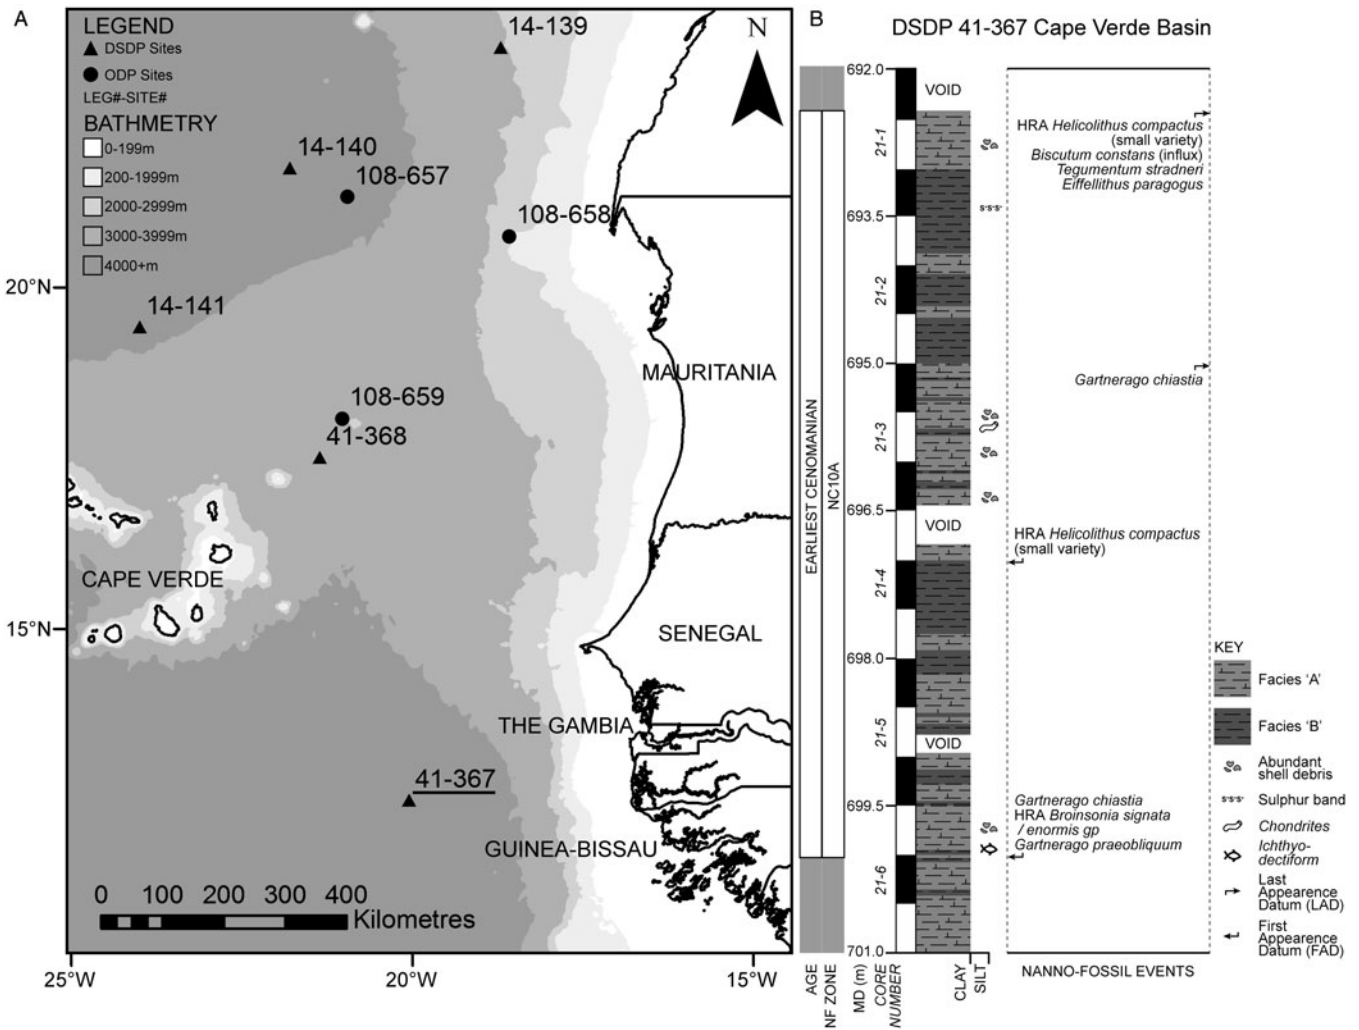 A
LEGEND
DSDP Sites
ODP Sites
LEG#-SITE#
BATHMETRY
0-199m
200-1999m
2000-2999m
3000-3999m
4000+m
14-139
N
14-140
108-657
108-658
20°N
14-141
MAURITANIA
108-659
41-368
CAPE VERDE
15°N
SENEGAL
THE GAMBIA
41-367
GUINEA-BISSAU
0 100 200 300 400
Kilometres
25°W
20°W
15°W
B
DSDP 41-367 Cape Verde Basin
692.0
VOID
21-1
HRA Helicolithus compactus
(small variety)
Biscutum constans (influx)
Tegumentum stradneri
Eiffellithus paragogus
s·s·s·
693.5
21-2
695.0
Gartnerago chiastia
21-3
EARLIEST CENOMANIAN
NC10A
696.5
VOID
HRA Helicolithus compactus
(small variety)
21-4
698.0
21-5
VOID
699.5
Gartnerago chiastia
HRA Broinsonia signata
/ enormis gp
Gartnerago praeobliquum
21-6
701.0
AGE
NF ZONE
MD (m)
CORE
NUMBER
CLAY
SILT
NANNO-FOSSIL EVENTS
KEY
Facies 'A'
Facies 'B'
Abundant
shell debris
s·s·s· Sulphur band
Chondrites
Ichthyo-
dectiform
Last
Appearence
Datum (LAD)
First
Appearence
Datum (FAD)